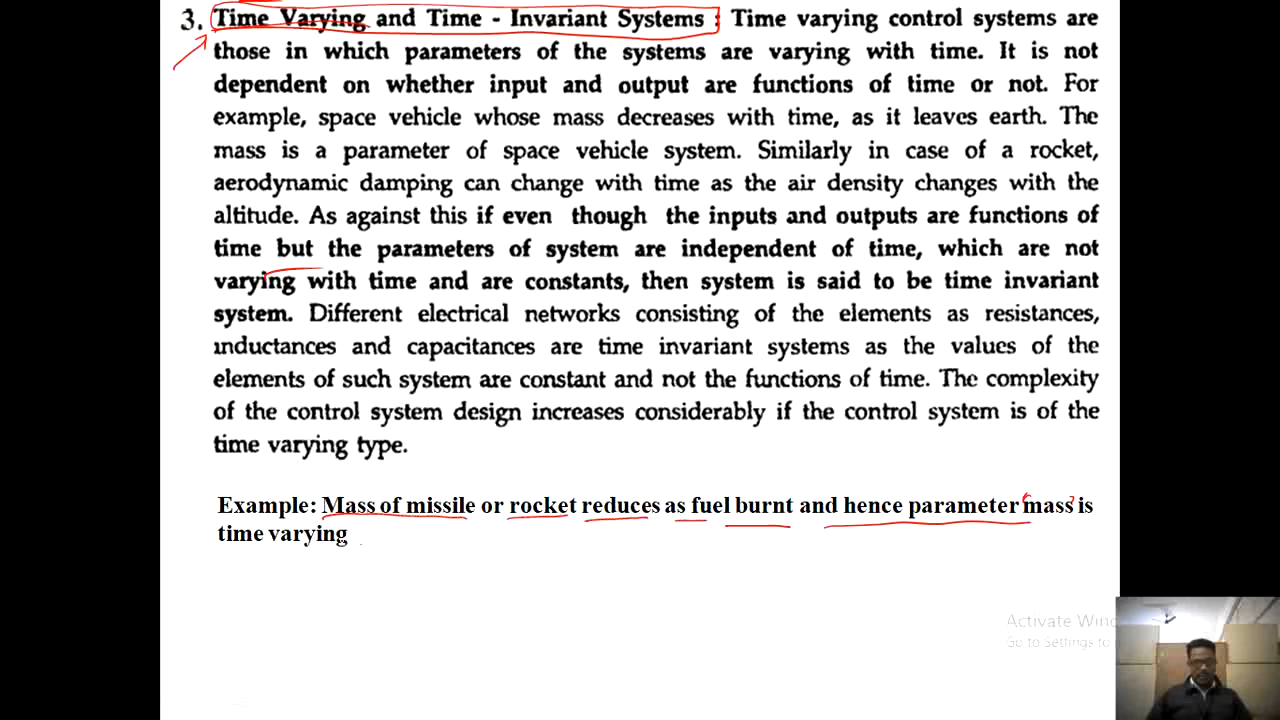 3. Time Varying and Time - Invariant Systems : Time varying control systems are
those in which parameters of the systems are varying with time. It is not
dependent on whether input and output are functions of time or not. For
example, space vehicle whose mass decreases with time, as it leaves earth. The
mass is a parameter of space vehicle system. Similarly in case of a rocket,
aerodynamic damping can change with time as the air density changes with the
altitude. As against this if even though the inputs and outputs are functions of
time but the parameters of system are independent of time, which are not
varying with time and are constants, then system is said to be time invariant
system. Different electrical networks consisting of the elements as resistances,
inductances and capacitances are time invariant systems as the values of the
elements of such system are constant and not the functions of time. The complexity
of the control system design increases considerably if the control system is of the
time varying type.
Example: Mass of missile or rocket reduces as fuel burnt and hence parameter 'mass' is
time varying
Activate Win
Go to Settings to